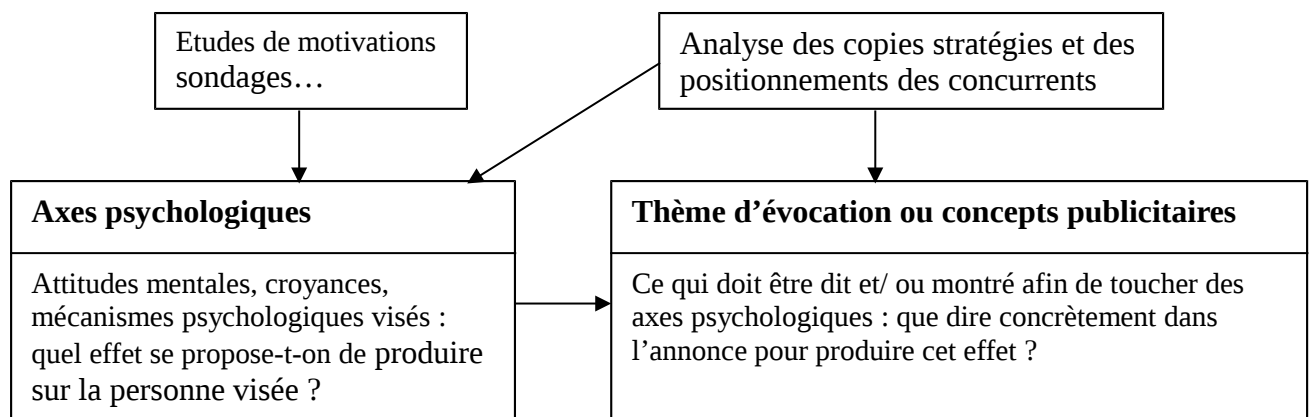 Etudes de motivations
sondages…
Analyse des copies stratégies et des
positionnements des concurrents
Axes psychologiques
Attitudes mentales, croyances,
mécanismes psychologiques visés :
quel effet se propose-t-on de produire
sur la personne visée ?
Thème d’évocation ou concepts publicitaires
Ce qui doit être dit et/ ou montré afin de toucher des
axes psychologiques : que dire concrètement dans
l’annonce pour produire cet effet ?